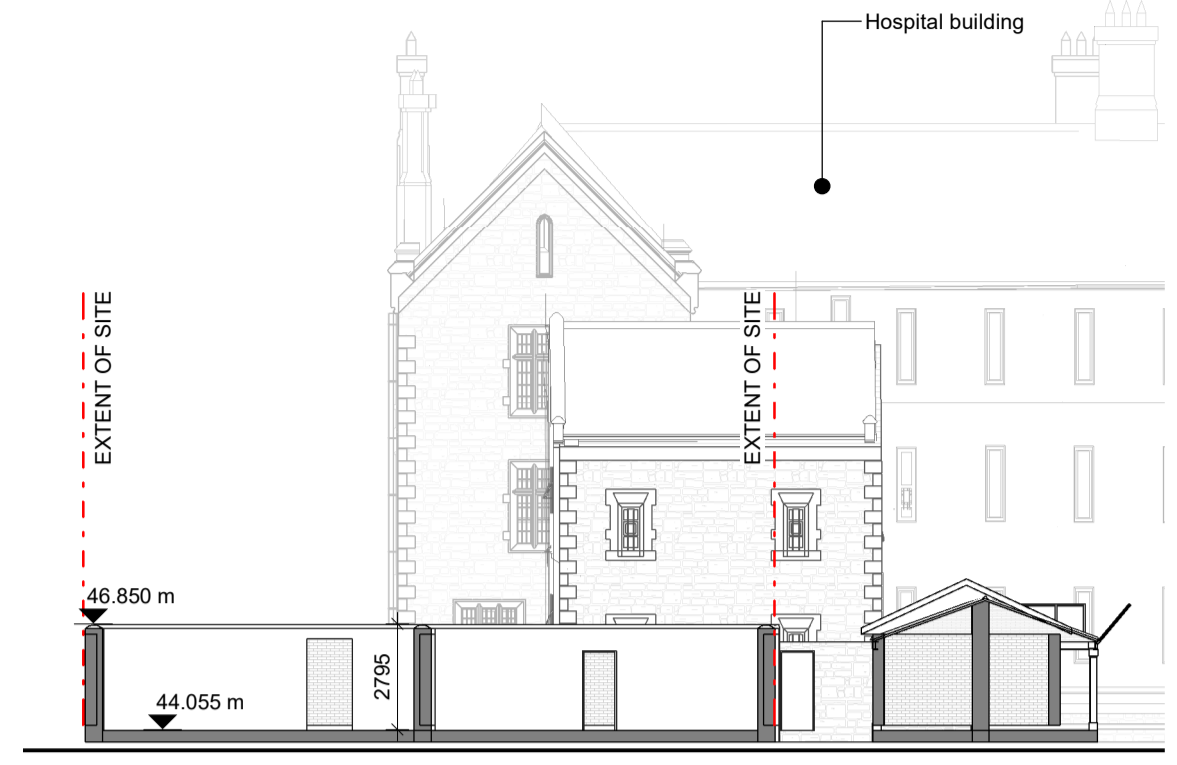 Hospital building
EXTENT OF SITE
EXTENT OF SITE
46.850 m
2795
44.055 m